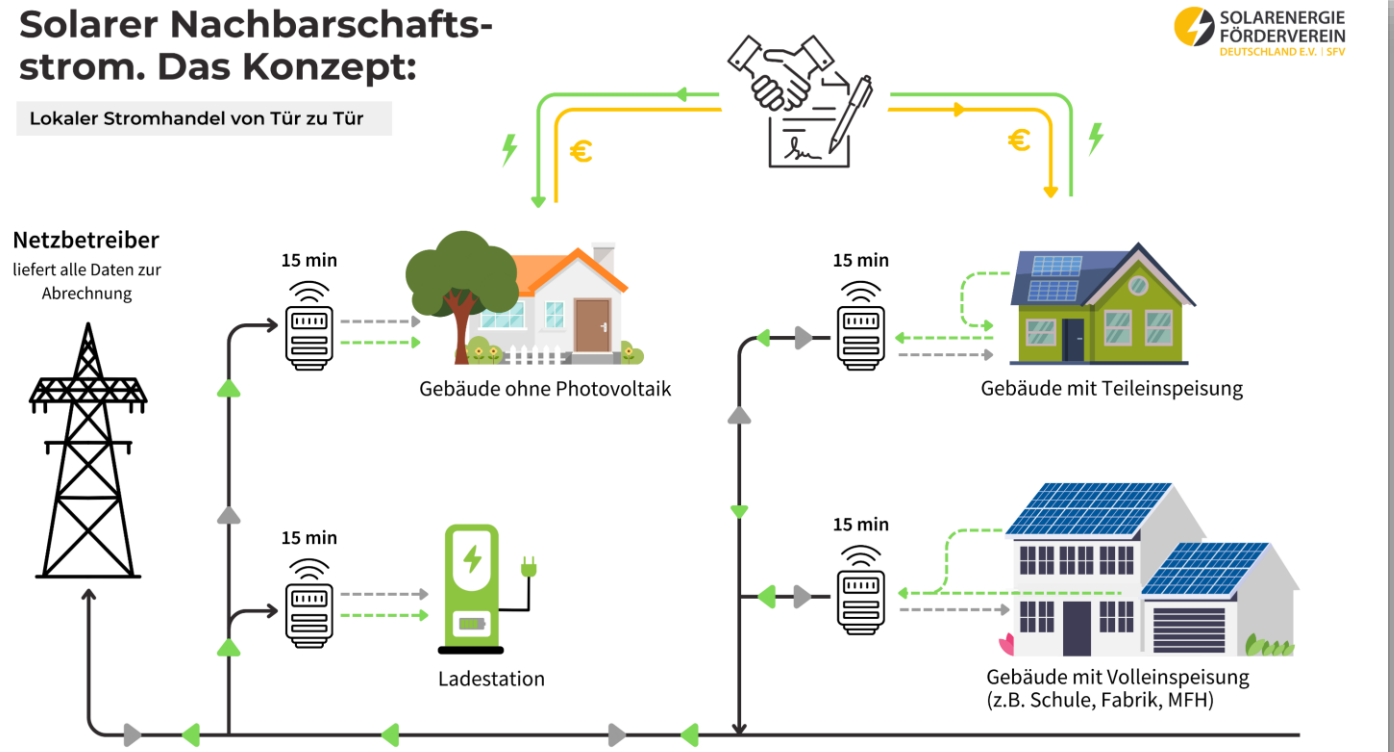 Solarer Nachbarschafts-
strom. Das Konzept:
Lokaler Stromhandel von Tür zu Tür
SOLARENERGIE
FÖRDERVEREIN
DEUTSCHLAND E.V. | SFV
€
€
Netzbetreiber
liefert alle Daten zur
Abrechnung
15 min
15 min
Gebäude ohne Photovoltaik
Gebäude mit Teileinspeisung
15 min
15 min
Ladestation
Gebäude mit Volleinspeisung
(z.B. Schule, Fabrik, MFH)